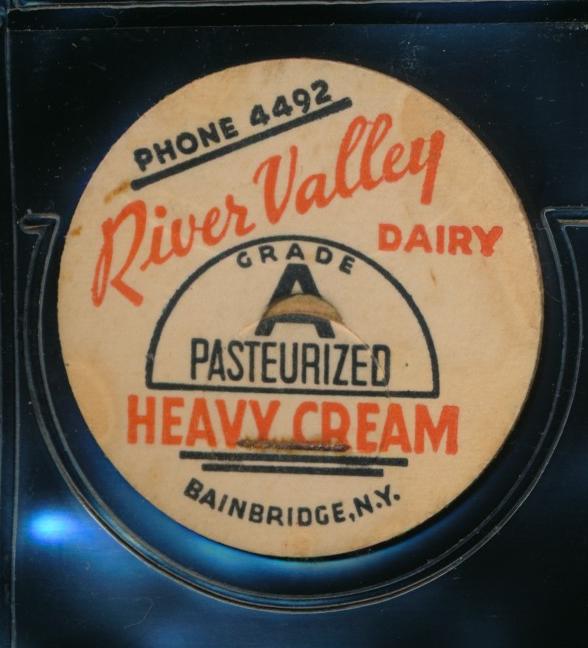 PHONE 4492
River Valley
DAIRY
GRADE
A
PASTEURIZED
HEAVY CREAM
BAINBRIDGE, N.Y.